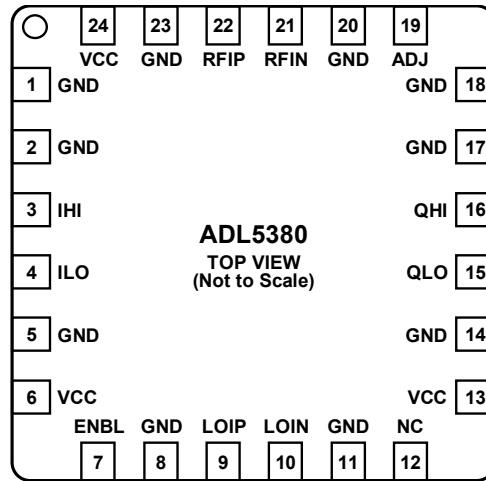 24 23 22 21 20 19
VCC GND RFIP RFIN GND ADJ
1 GND GND 18
2 GND GND 17
3 IHI QHI 16
ADL5380
TOP VIEW
(Not to Scale)
4 ILO QLO 15
5 GND GND 14
6 VCC VCC 13
ENBL GND LOIP LOIN GND NC
7 8 9 10 11 12